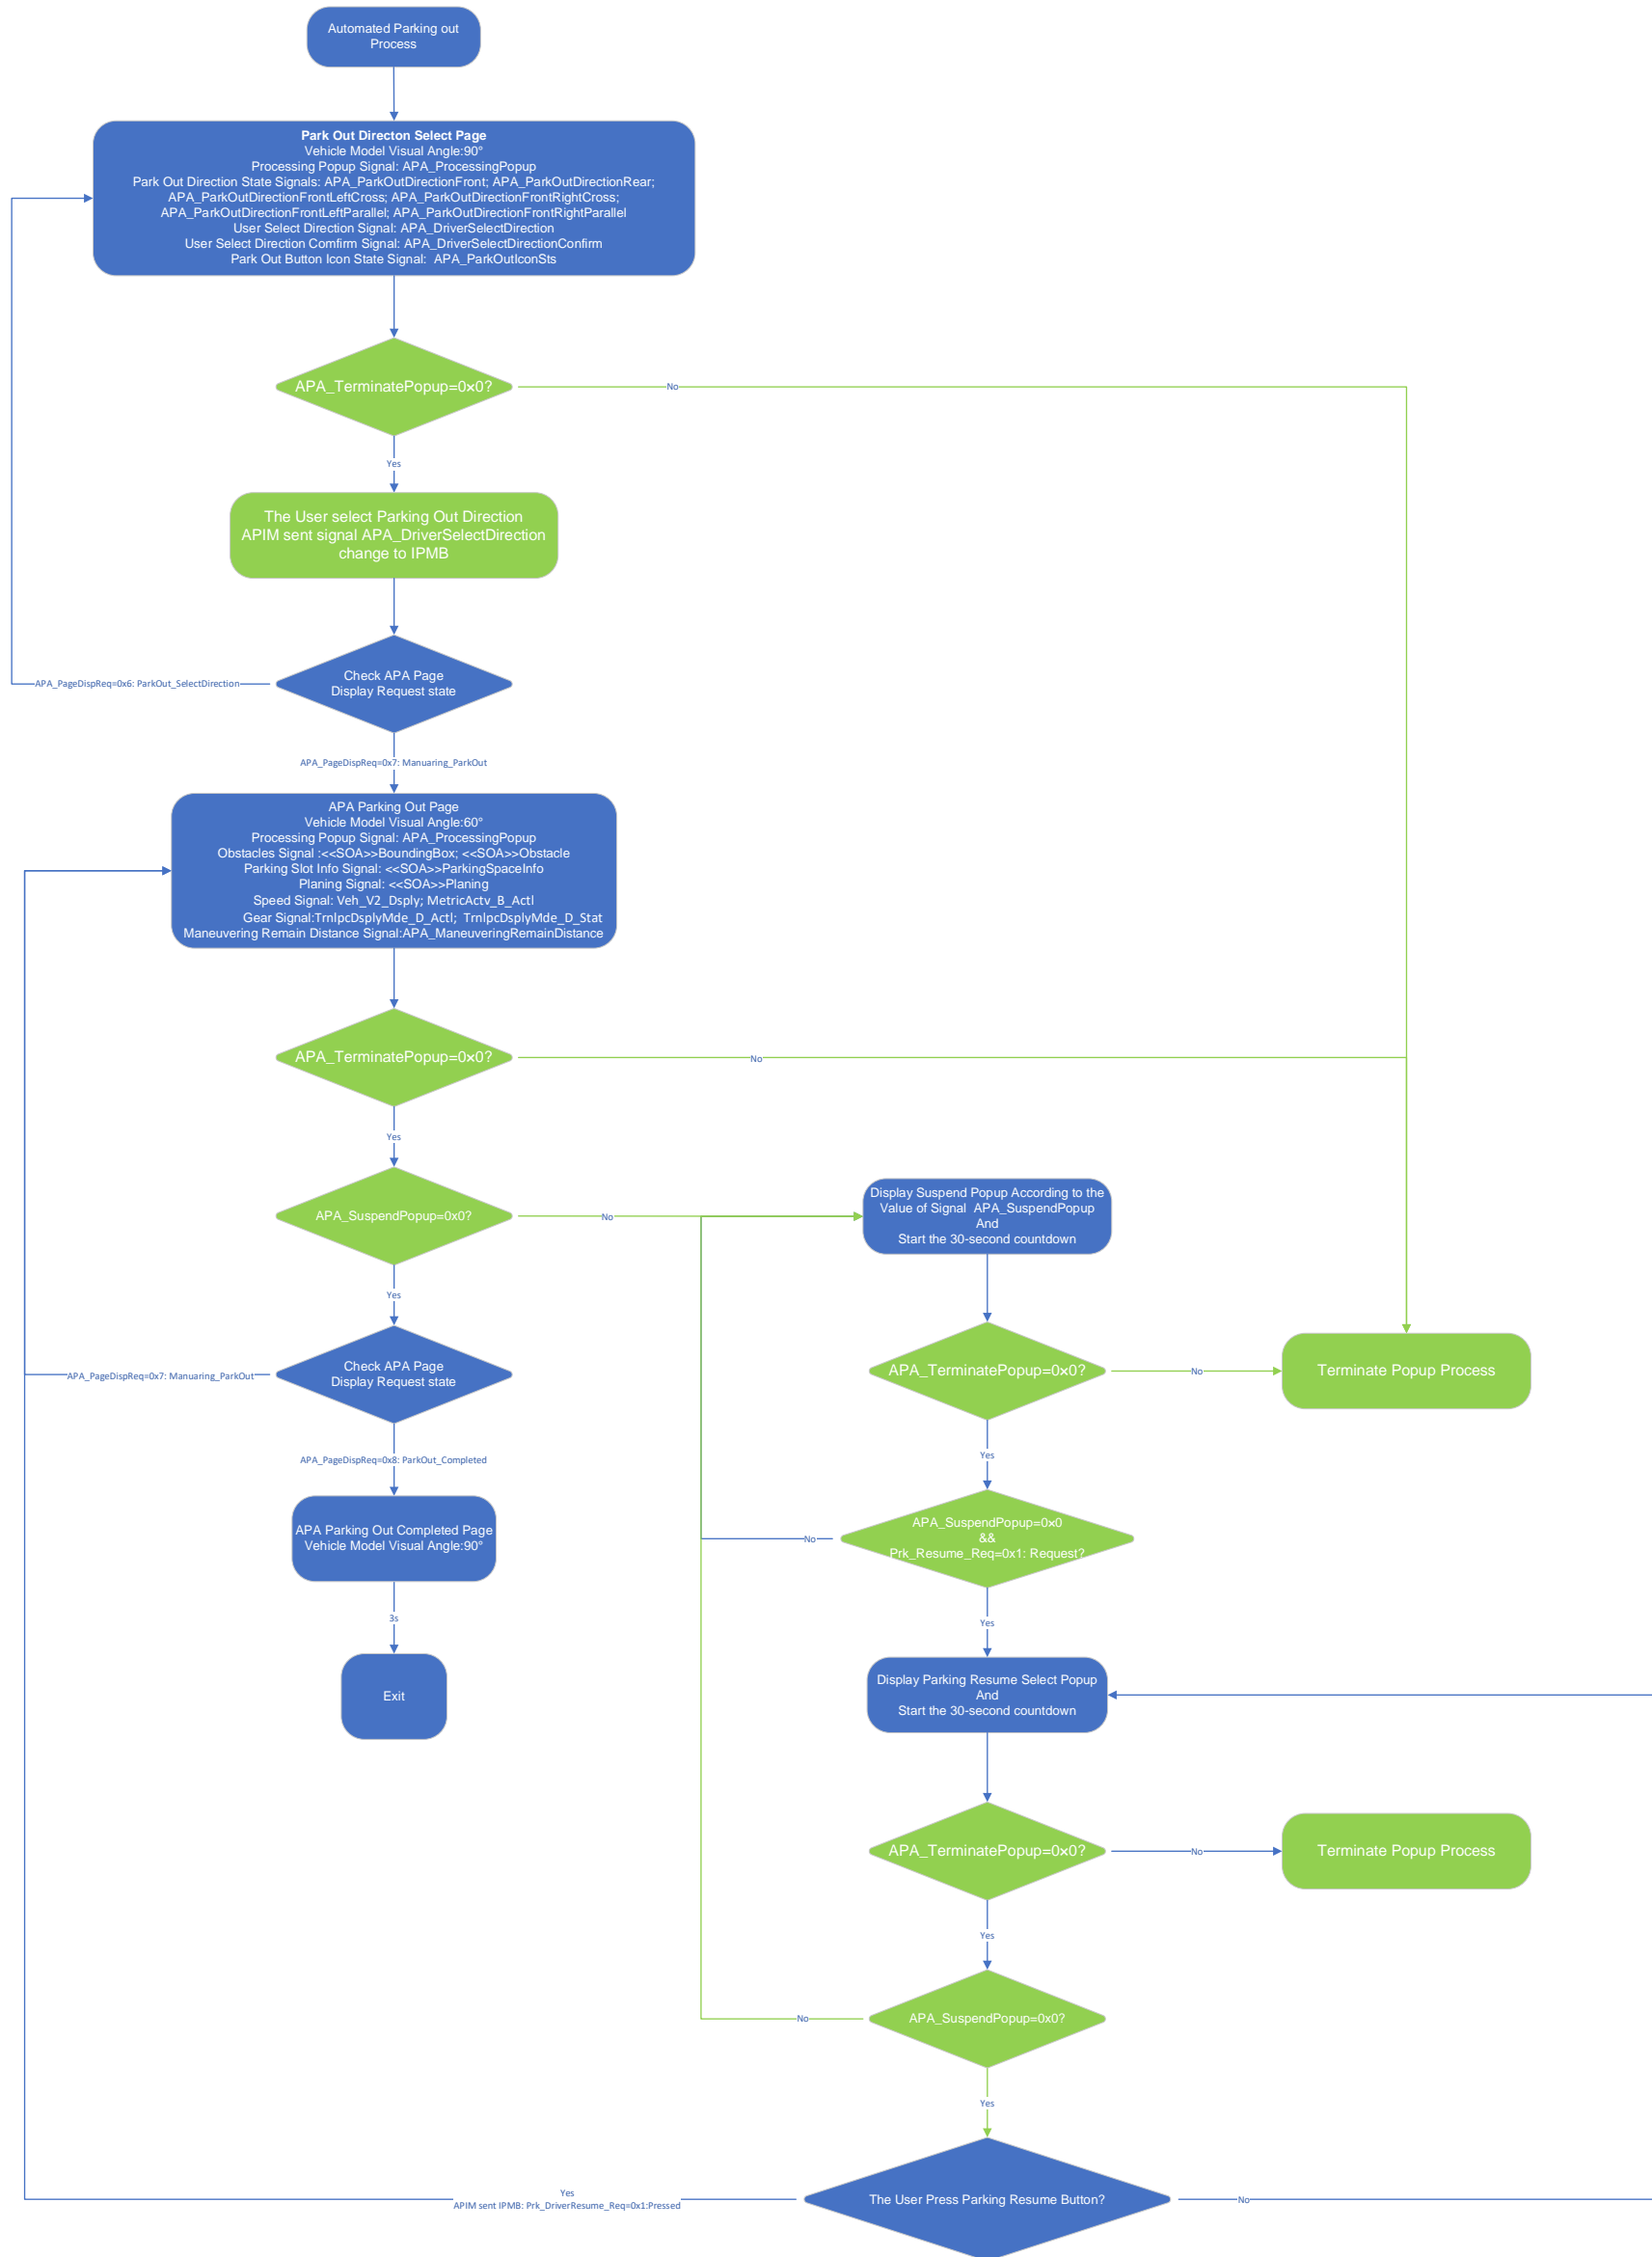 Automated Parking out
Process
Park Out Directon Select Page
Vehicle Model Visual Angle:90°
Processing Popup Signal: APA_ProcessingPopup
Park Out Direction State Signals: APA_ParkOutDirectionFront; APA_ParkOutDirectionRear;
APA_ParkOutDirectionFrontLeftCross; APA_ParkOutDirectionFrontRightCross;
APA_ParkOutDirectionFrontLeftParallel; APA_ParkOutDirectionFrontRightParallel
User Select Direction Signal: APA_DriverSelectDirection
User Select Direction Comfirm Signal: APA_DriverSelectDirectionConfirm
Park Out Button Icon State Signal: APA_ParkOutIconSts
APA_TerminatePopup=0×0?
No
Yes
The User select Parking Out Direction
APIM sent signal APA_DriverSelectDirection
change to IPMB
Check APA Page
Display Request state
APA_PageDispReq=0x6: ParkOut_SelectDirection
APA_PageDispReq=0x7: Manuaring_ParkOut
APA Parking Out Page
Vehicle Model Visual Angle:60°
Processing Popup Signal: APA_ProcessingPopup
Obstacles Signal :<<SOA>>BoundingBox; <<SOA>>Obstacle
Parking Slot Info Signal: <<SOA>>ParkingSpaceInfo
Planing Signal: <<SOA>>Planing
Speed Signal: Veh_V2_Dsply; MetricActv_B_Actl
Gear Signal:TrnIpcDsplyMde_D_Actl; TrnIpcDsplyMde_D_Stat
Maneuvering Remain Distance Signal:APA_ManeuveringRemainDistance
APA_TerminatePopup=0×0?
No
Yes
APA_SuspendPopup=0x0?
No
Display Suspend Popup According to the
Value of Signal APA_SuspendPopup
And
Start the 30-second countdown
Yes
Check APA Page
Display Request state
APA_PageDispReq=0x7: Manuaring_ParkOut
APA_TerminatePopup=0×0?
No
Terminate Popup Process
Yes
APA_PageDispReq=0x8: ParkOut_Completed
APA Parking Out Completed Page
Vehicle Model Visual Angle:90°
APA_SuspendPopup=0x0
&&
Prk_Resume_Req=0x1: Request?
No
3s
Yes
Exit
Display Parking Resume Select Popup
And
Start the 30-second countdown
APA_TerminatePopup=0×0?
No
Terminate Popup Process
Yes
APA_SuspendPopup=0x0?
No
Yes
The User Press Parking Resume Button?
Yes
APIM sent IPMB: Prk_DriverResume_Req=0x1:Pressed
No